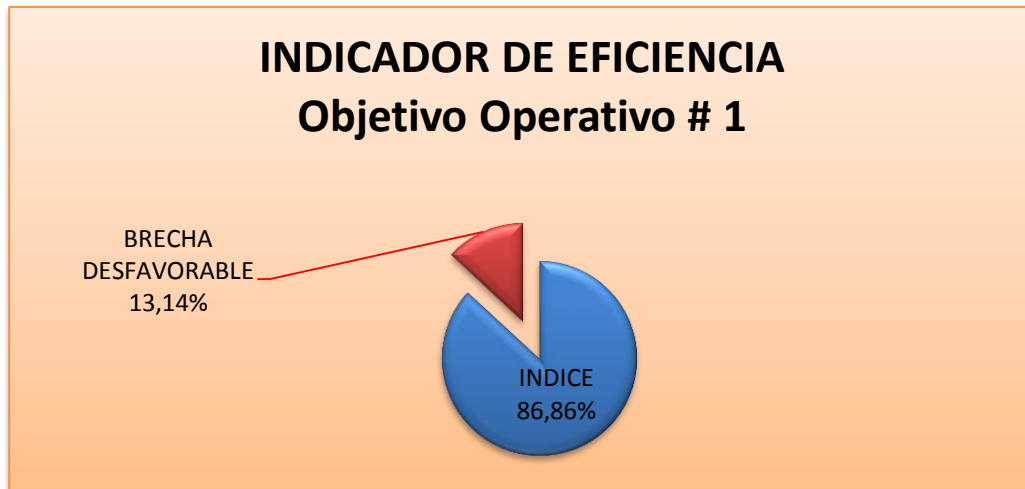 INDICADOR DE EFICIENCIA
Objetivo Operativo # 1
BRECHA
DESFAVORABLE
13,14%
INDICE
86,86%